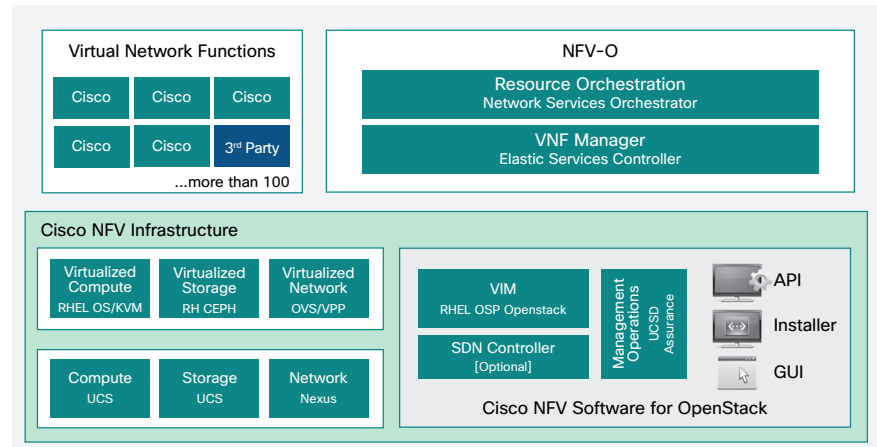 Virtual Network Functions
Cisco
Cisco
Cisco
Cisco
Cisco
3rd Party
...more than 100
NFV-O
Resource Orchestration
Network Services Orchestrator
VNF Manager
Elastic Services Controller
Cisco NFV Infrastructure
Virtualized
Compute
RHEL OS/KVM
Virtualized
Storage
RH CEPH
Virtualized
Network
OVS/VPP
Compute
UCS
Storage
UCS
Network
Nexus
VIM
RHEL OSP Openstack
SDN Controller
[Optional]
Management
Operations
UCSD
Assurance
API
Installer
GUI
Cisco NFV Software for OpenStack